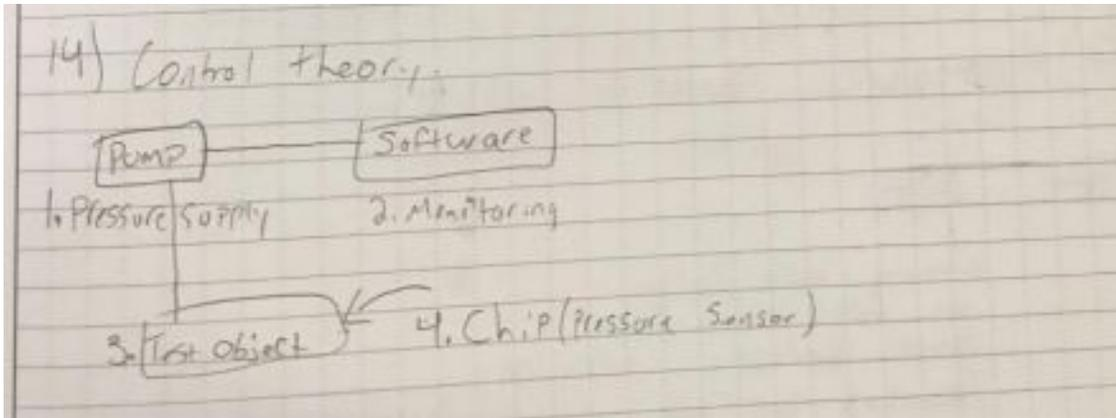 14) Control theory.
Pump
Software
1. Pressure supply
2. Monitoring
3. Test Object
4. Chip (Pressure Sensor)